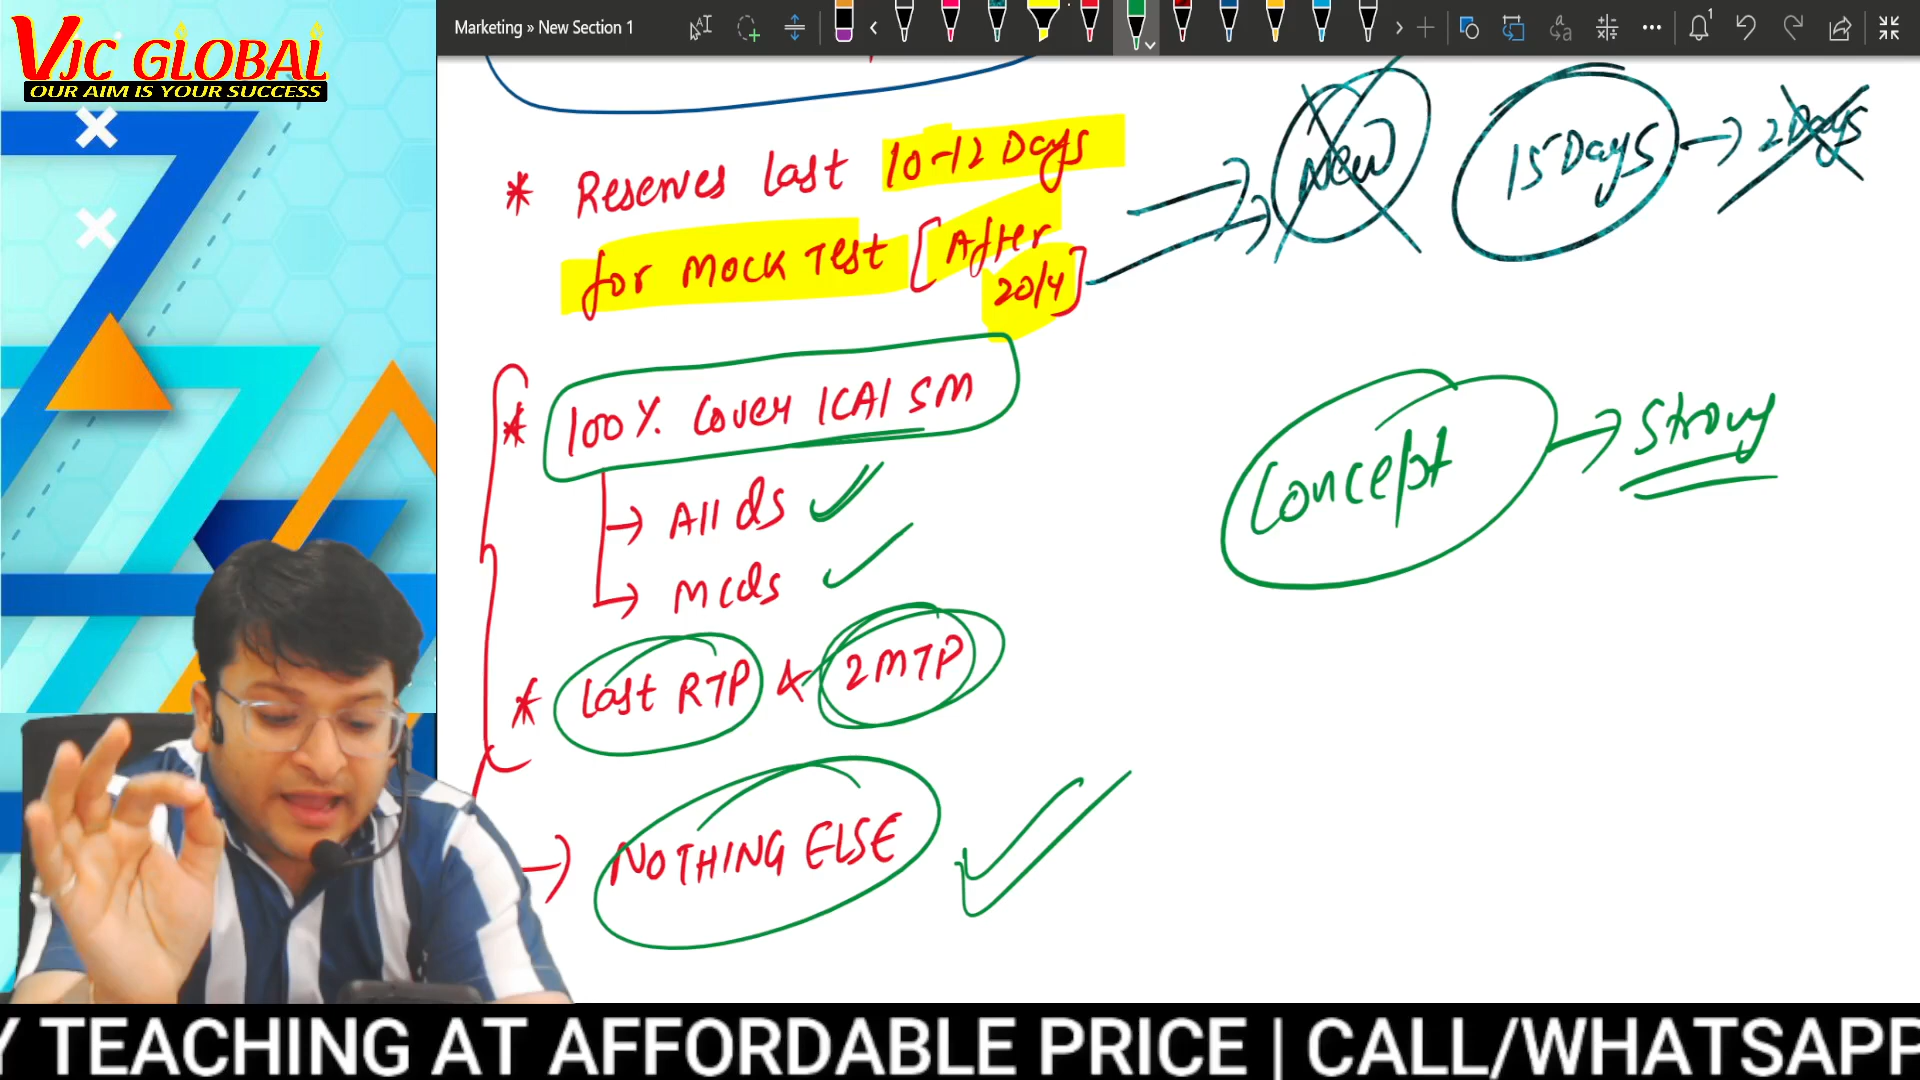 VJC GLOBAL
OUR AIM IS YOUR SUCCESS
Marketing » New Section 1
* Reserves last 10-12 Days
for Mock Test [After
20/4]
New
15 Days → 2 Days
* 100% Cover ICAI SM
→ All Qs
→ MCQs
* last RTP & 2 MTP
→ NOTHING ELSE
Concept → Strong
Y TEACHING AT AFFORDABLE PRICE | CALL/WHATSAPP